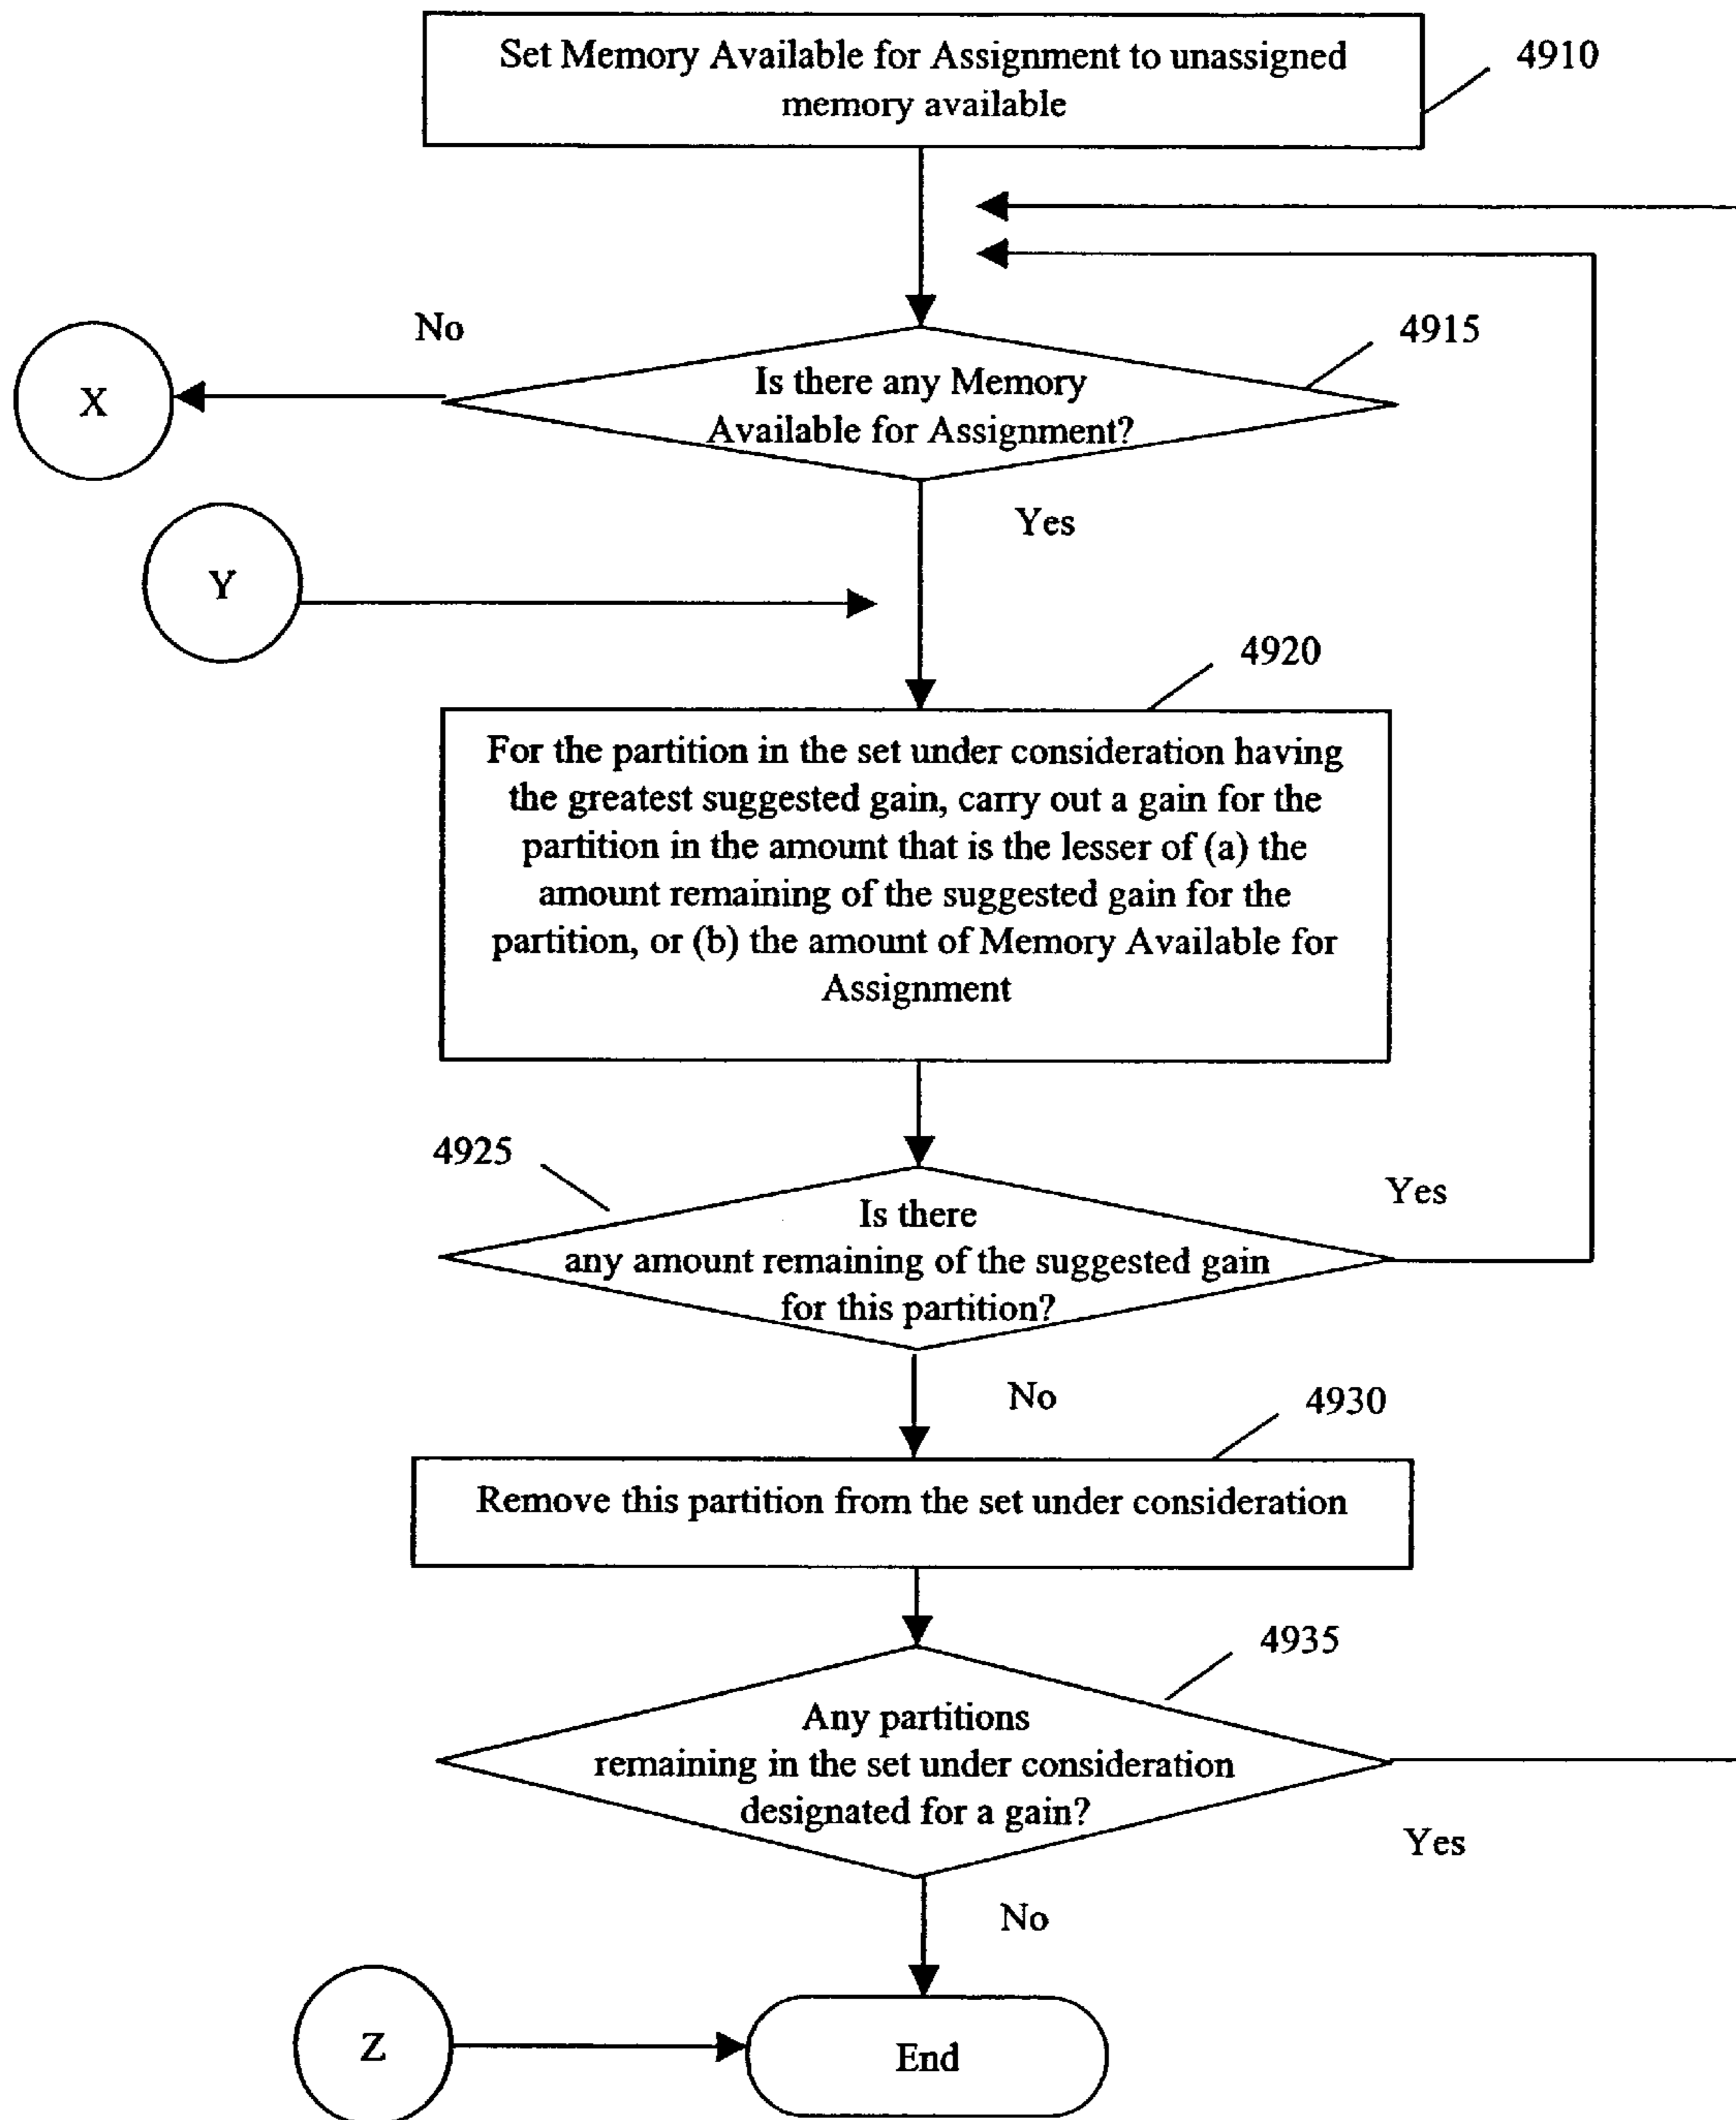 Set Memory Available for Assignment to unassigned
memory available
4910
No
4915
X
Is there any Memory
Available for Assignment?
Yes
Y
4920
For the partition in the set under consideration having
the greatest suggested gain, carry out a gain for the
partition in the amount that is the lesser of (a) the
amount remaining of the suggested gain for the
partition, or (b) the amount of Memory Available for
Assignment
4925
Yes
Is there
any amount remaining of the suggested gain
for this partition?
No
4930
Remove this partition from the set under consideration
4935
Any partitions
remaining in the set under consideration
designated for a gain?
Yes
No
Z
End